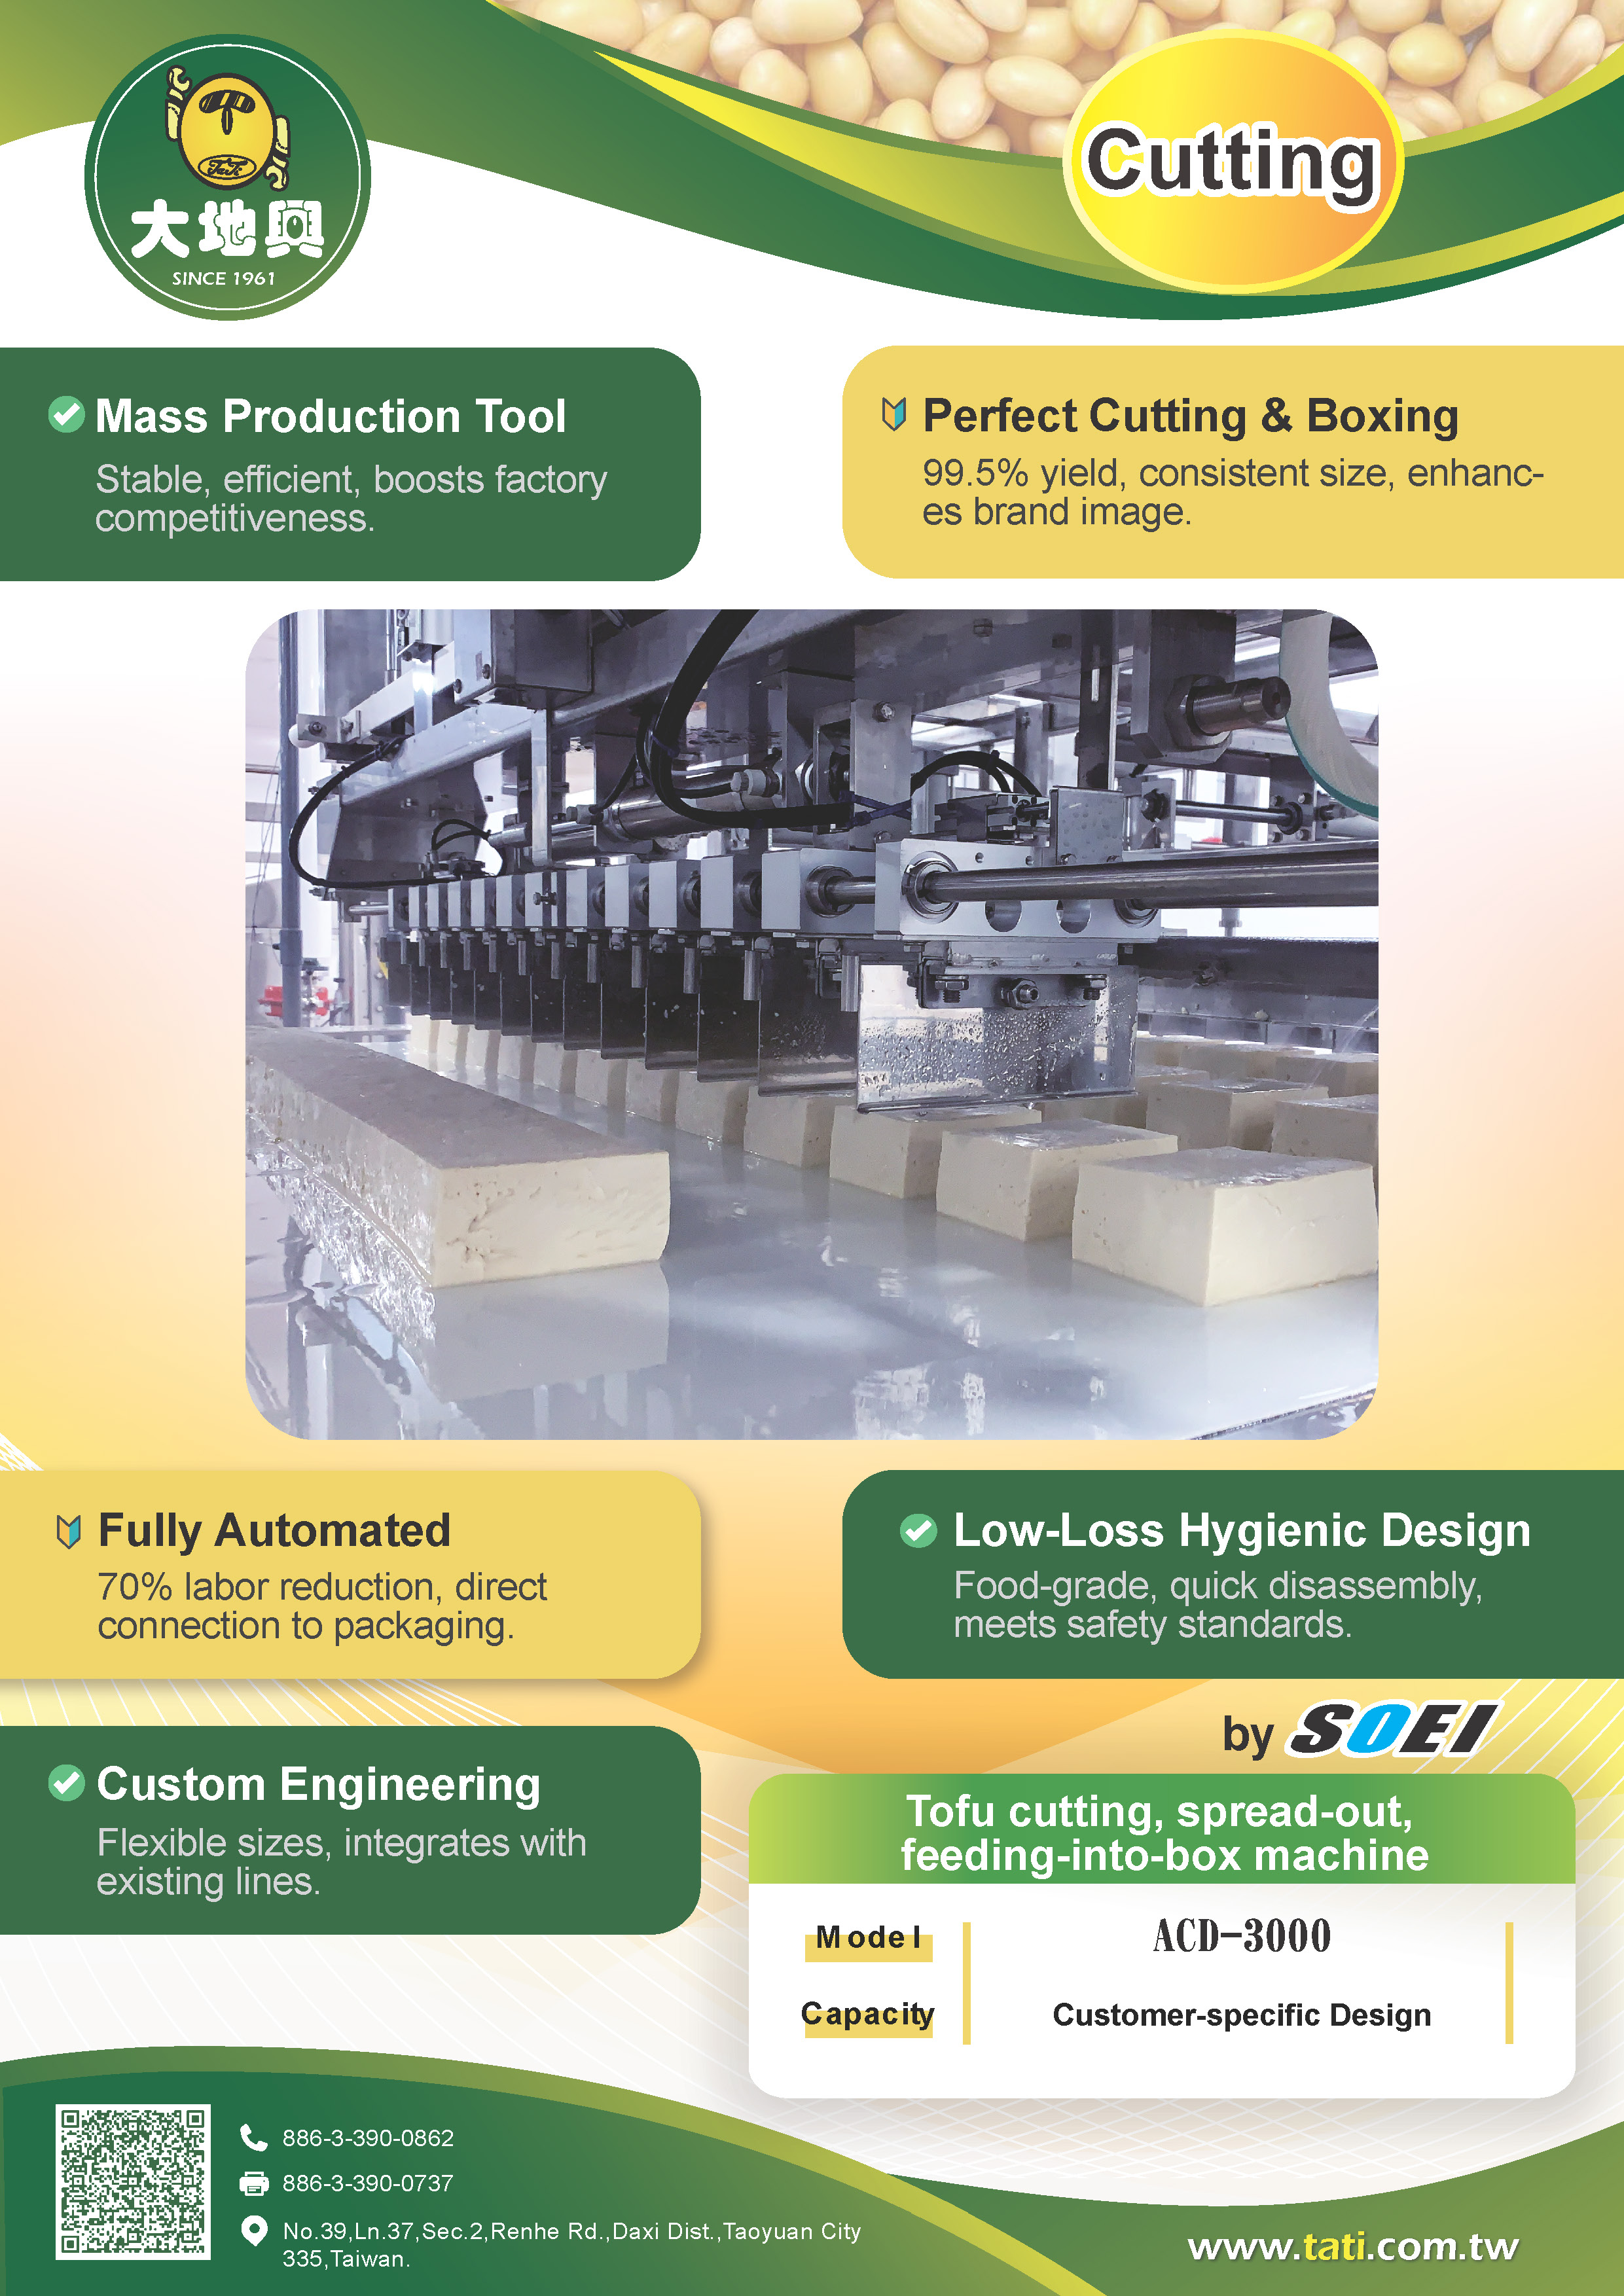 TaTi
大地興
SINCE 1961
Cutting
Mass Production Tool
Stable, efficient, boosts factory
competitiveness.
Perfect Cutting & Boxing
99.5% yield, consistent size, enhanc-
es brand image.
Fully Automated
70% labor reduction, direct
connection to packaging.
Low-Loss Hygienic Design
Food-grade, quick disassembly,
meets safety standards.
Custom Engineering
Flexible sizes, integrates with
existing lines.
by SOEI
Tofu cutting, spread-out,
feeding-into-box machine
Model
ACD-3000
Capacity
Customer-specific Design
886-3-390-0862
886-3-390-0737
No.39,Ln.37,Sec.2,Renhe Rd.,Daxi Dist.,Taoyuan City
335,Taiwan.
www.tati.com.tw